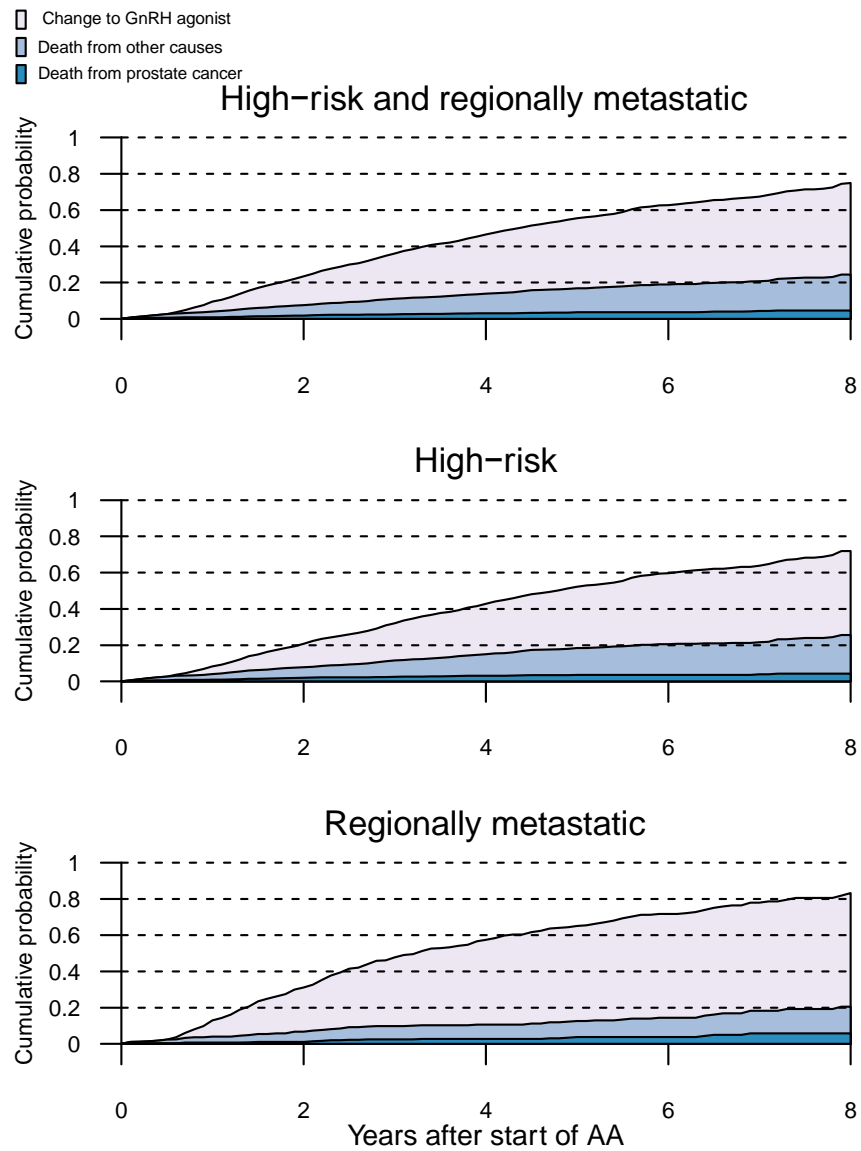 Change to GnRH agonist
Death from other causes
Death from prostate cancer
High−risk and regionally metastatic
Cumulative probability
1
0.8
0.6
0.4
0.2
0
0 2 4 6 8
High−risk
Cumulative probability
1
0.8
0.6
0.4
0.2
0
0 2 4 6 8
Regionally metastatic
Cumulative probability
1
0.8
0.6
0.4
0.2
0
0 2 4 6 8
Years after start of AA